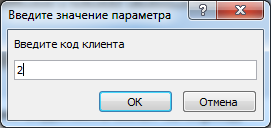 Введите значение параметра
Введите код клиента
2
ОК
Отмена